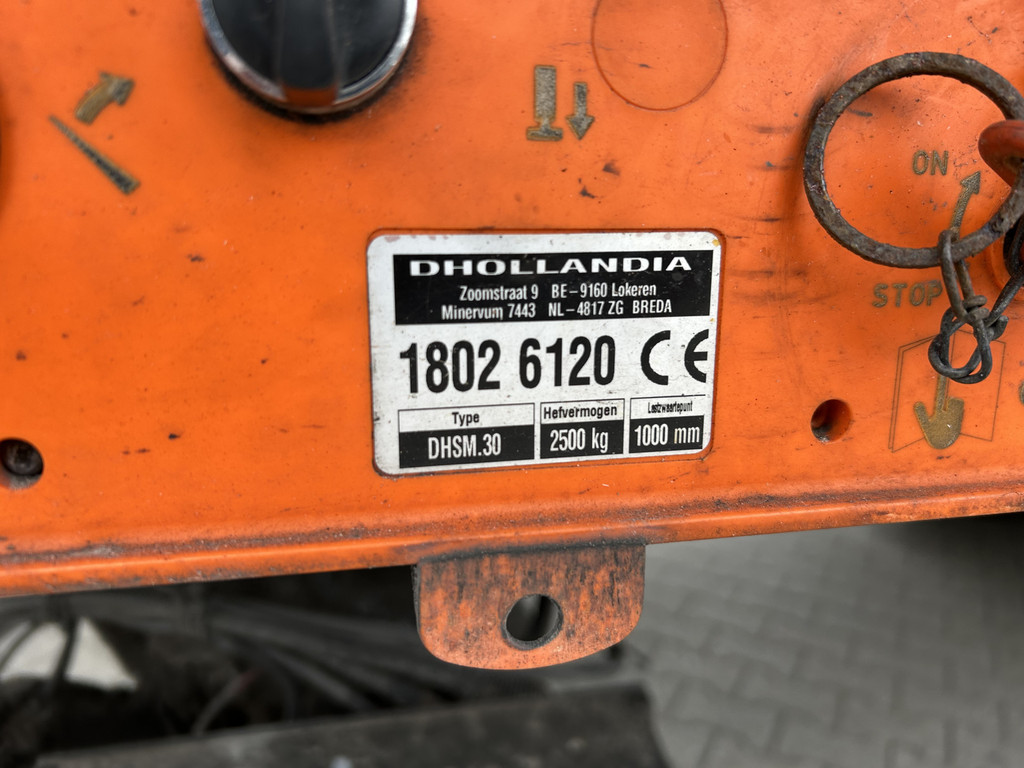 ON
STOP
DHOLLANDIA
Zoomstraat 9 BE-9160 Lokeren
Minervum 7443 NL-4817 ZG BREDA
1802 6120 CE
Type Hefvermogen Lastzwaartepunt
DHSM.30 2500 kg 1000 mm